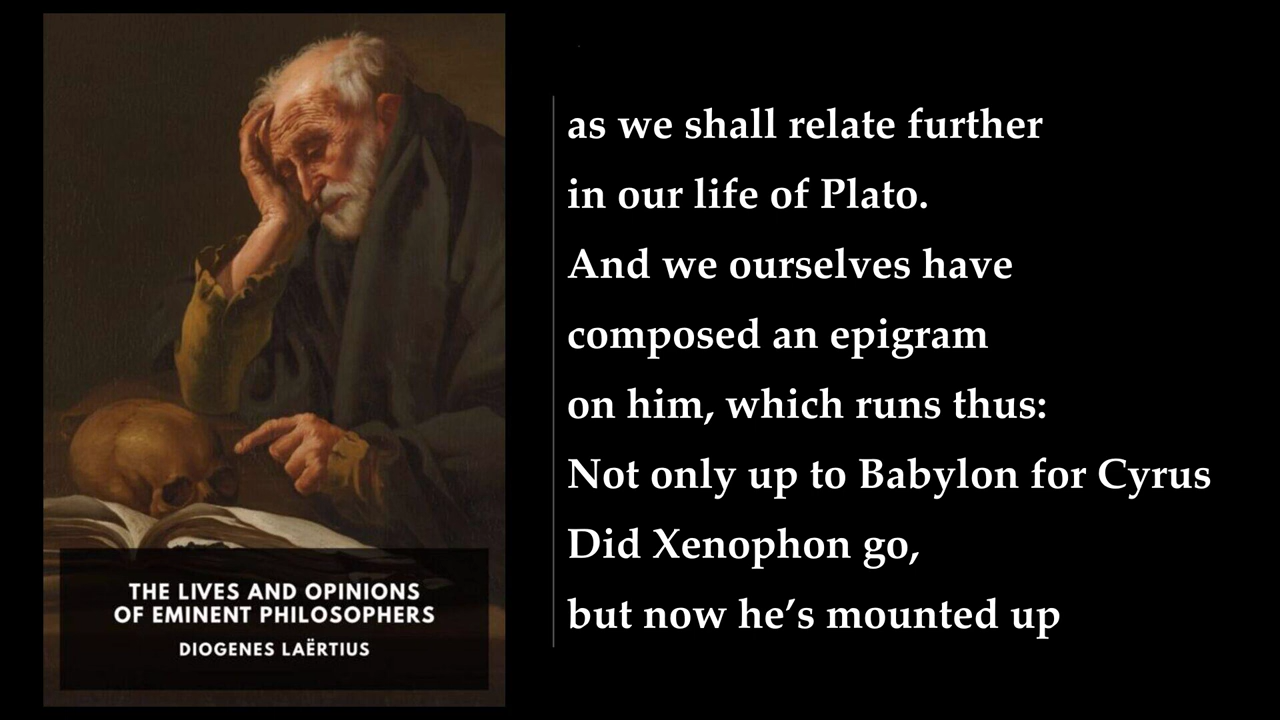 THE LIVES AND OPINIONS
OF EMINENT PHILOSOPHERS
DIOGENES LAËRTIUS
as we shall relate further
in our life of Plato.
And we ourselves have
composed an epigram
on him, which runs thus:
Not only up to Babylon for Cyrus
Did Xenophon go,
but now he’s mounted up